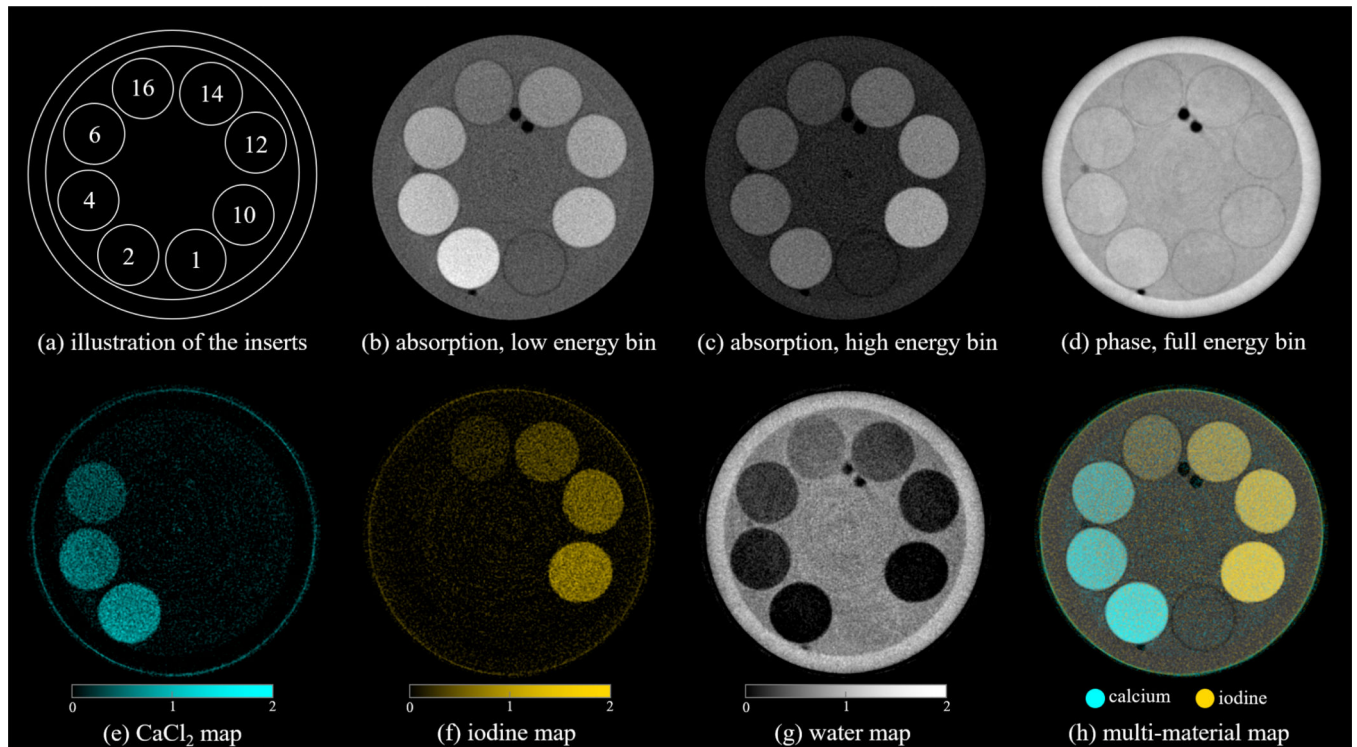 16 14
6 12
4 10
2 1
(a) illustration of the inserts
(b) absorption, low energy bin
(c) absorption, high energy bin
(d) phase, full energy bin
0 1 2
(e) CaCl₂ map
0 1 2
(f) iodine map
0 1 2
(g) water map
calcium iodine
(h) multi-material map